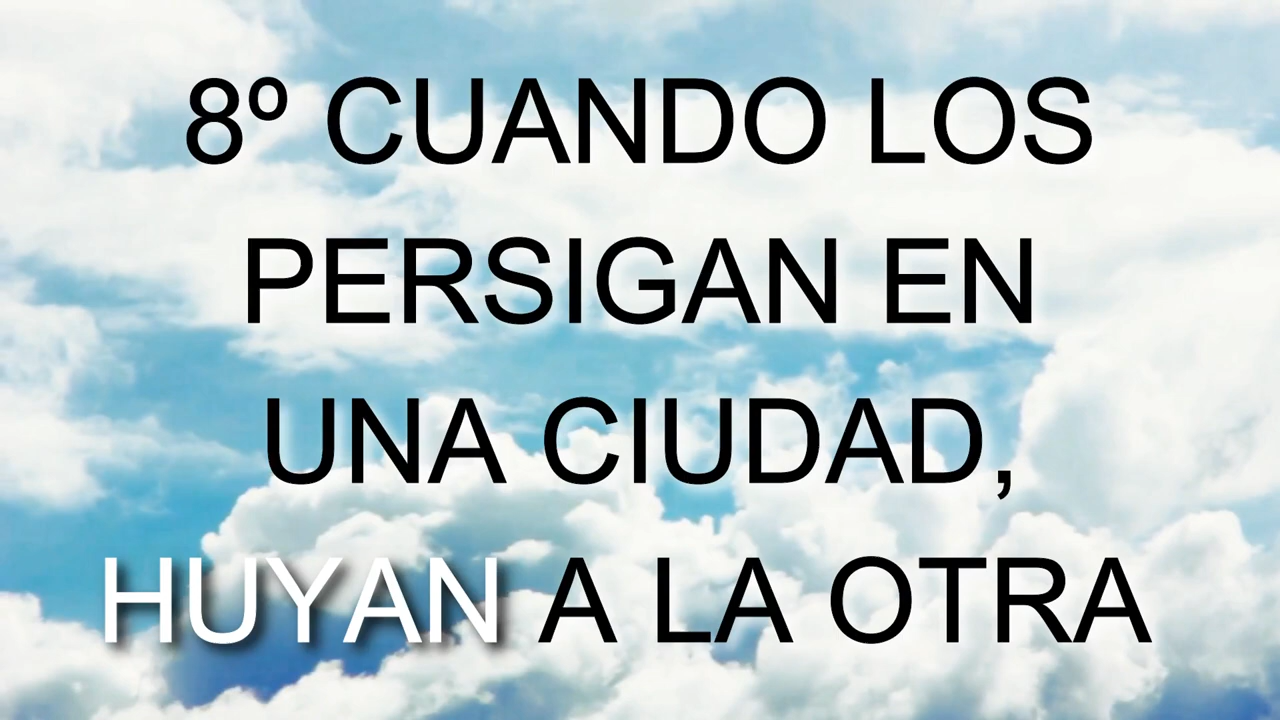 8º CUANDO LOS
PERSIGAN EN
UNA CIUDAD,
HUYAN A LA OTRA